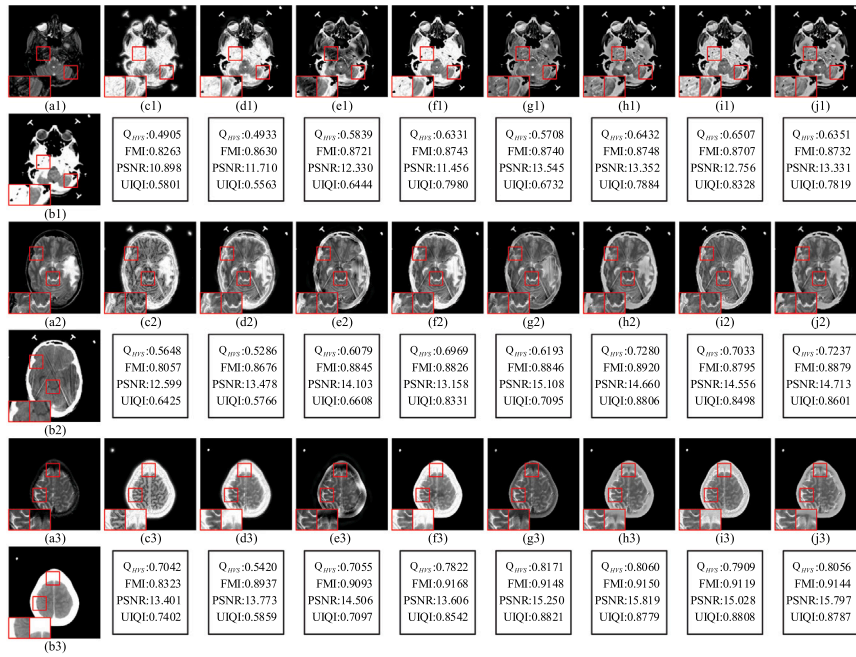 (a1) (c1) (d1) (e1) (f1) (g1) (h1) (i1) (j1)
Q_HVS:0.4905 Q_HVS:0.4933 Q_HVS:0.5839 Q_HVS:0.6331 Q_HVS:0.5708 Q_HVS:0.6432 Q_HVS:0.6507 Q_HVS:0.6351
FMI:0.8263 FMI:0.8630 FMI:0.8721 FMI:0.8743 FMI:0.8740 FMI:0.8748 FMI:0.8707 FMI:0.8732
PSNR:10.898 PSNR:11.710 PSNR:12.330 PSNR:11.456 PSNR:13.545 PSNR:13.352 PSNR:12.756 PSNR:13.331
UIQI:0.5801 UIQI:0.5563 UIQI:0.6444 UIQI:0.7980 UIQI:0.6732 UIQI:0.7884 UIQI:0.8328 UIQI:0.7819
(b1)
(a2) (c2) (d2) (e2) (f2) (g2) (h2) (i2) (j2)
Q_HVS:0.5648 Q_HVS:0.5286 Q_HVS:0.6079 Q_HVS:0.6969 Q_HVS:0.6193 Q_HVS:0.7280 Q_HVS:0.7033 Q_HVS:0.7237
FMI:0.8057 FMI:0.8676 FMI:0.8845 FMI:0.8826 FMI:0.8846 FMI:0.8920 FMI:0.8795 FMI:0.8879
PSNR:12.599 PSNR:13.478 PSNR:14.103 PSNR:13.158 PSNR:15.108 PSNR:14.660 PSNR:14.556 PSNR:14.713
UIQI:0.6425 UIQI:0.5766 UIQI:0.6608 UIQI:0.8331 UIQI:0.7095 UIQI:0.8806 UIQI:0.8498 UIQI:0.8601
(b2)
(a3) (c3) (d3) (e3) (f3) (g3) (h3) (i3) (j3)
Q_HVS:0.7042 Q_HVS:0.5420 Q_HVS:0.7055 Q_HVS:0.7822 Q_HVS:0.8171 Q_HVS:0.8060 Q_HVS:0.7909 Q_HVS:0.8056
FMI:0.8323 FMI:0.8937 FMI:0.9093 FMI:0.9168 FMI:0.9148 FMI:0.9150 FMI:0.9119 FMI:0.9144
PSNR:13.401 PSNR:13.773 PSNR:14.506 PSNR:13.606 PSNR:15.250 PSNR:15.819 PSNR:15.028 PSNR:15.797
UIQI:0.7402 UIQI:0.5859 UIQI:0.7097 UIQI:0.8542 UIQI:0.8821 UIQI:0.8779 UIQI:0.8808 UIQI:0.8787
(b3)